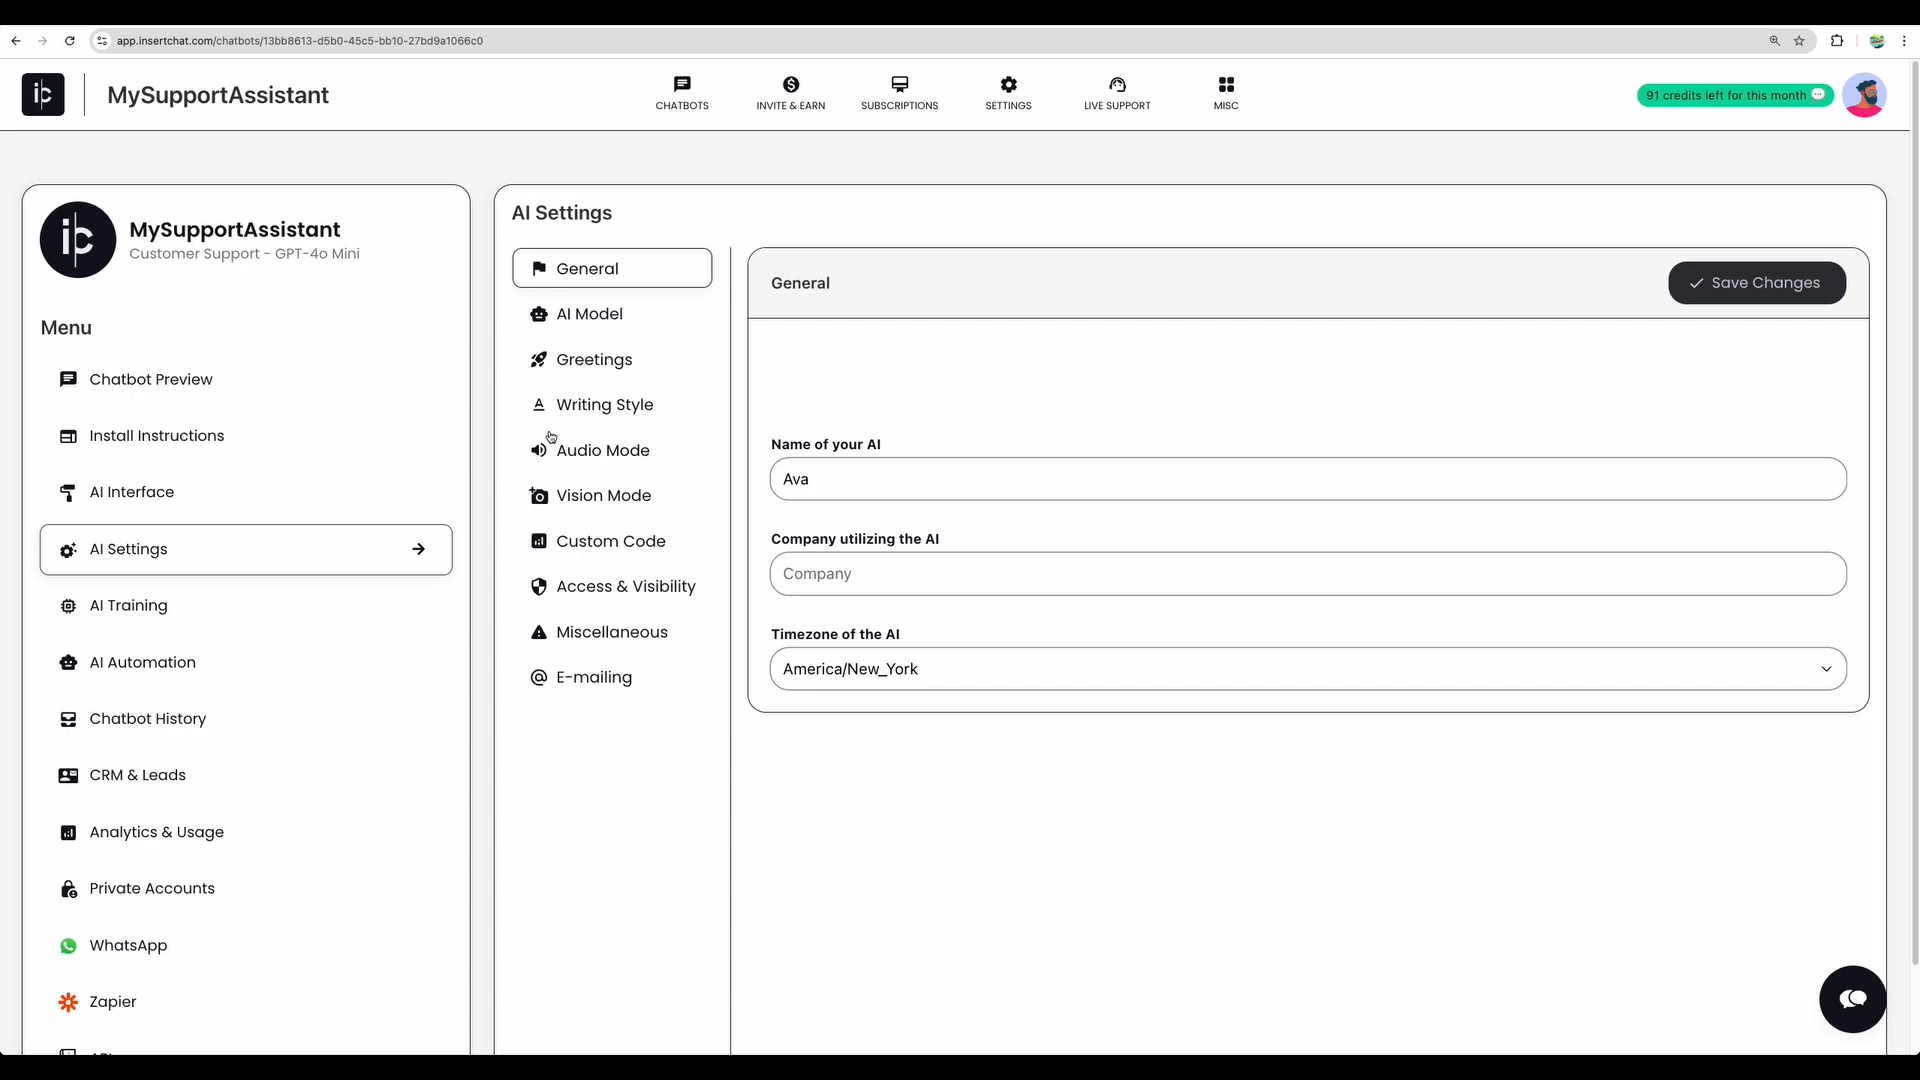 app.insertchat.com/chatbots/13bb8613-d5b0-45c5-bb10-27bd9a1066c0
ic
MySupportAssistant
CHATBOTS
INVITE & EARN
SUBSCRIPTIONS
SETTINGS
LIVE SUPPORT
MISC
91 credits left for this month
ic
MySupportAssistant
Customer Support - GPT-4o Mini
Menu
Chatbot Preview
Install Instructions
AI Interface
AI Settings
AI Training
AI Automation
Chatbot History
CRM & Leads
Analytics & Usage
Private Accounts
WhatsApp
Zapier
AI Settings
General
AI Model
Greetings
Writing Style
Audio Mode
Vision Mode
Custom Code
Access & Visibility
Miscellaneous
E-mailing
General
Save Changes
Name of your AI
Ava
Company utilizing the AI
Company
Timezone of the AI
America/New_York